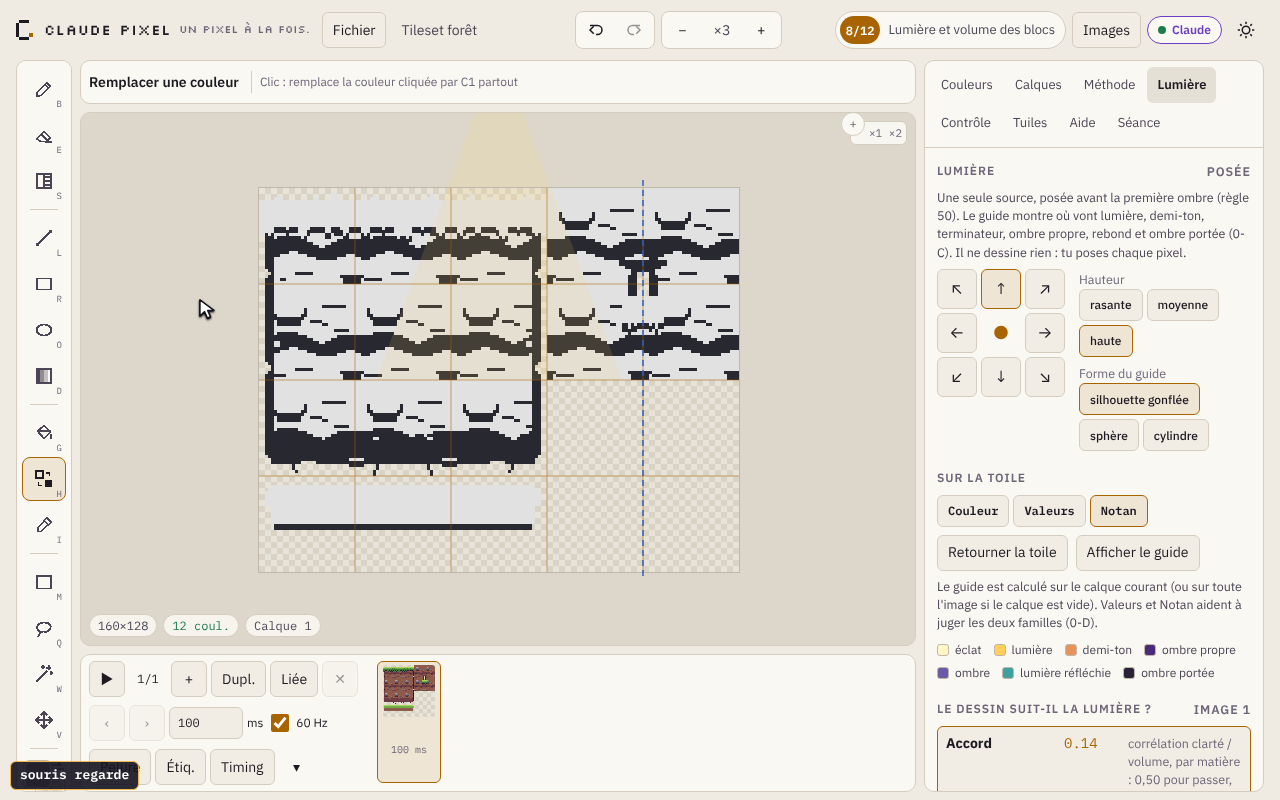 CLAUDE PIXEL UN PIXEL À LA FOIS. Fichier Tileset forêt − ×3 + 8/12 Lumière et volume des blocs Images Claude
Remplacer une couleur Clic : remplace la couleur cliquée par C1 partout
B
E
S
L
R
O
D
G
H
I
M
Q
W
V
+ ×1 ×2
160×128 12 coul. Calque 1
1/1 + Dupl. Liée ×
‹ › 100 ms 60 Hz
Étiq. Timing ▼
100 ms
souris regarde
Couleurs Calques Méthode Lumière
Contrôle Tuiles Aide Séance
LUMIÈRE POSÉE
Une seule source, posée avant la première ombre (règle
50). Le guide montre où vont lumière, demi-ton,
terminateur, ombre propre, rebond et ombre portée (0-
C). Il ne dessine rien : tu poses chaque pixel.
↖ ↑ ↗
← →
↙ ↓ ↘
Hauteur
rasante moyenne
haute
Forme du guide
silhouette gonflée
sphère cylindre
SUR LA TOILE
Couleur Valeurs Notan
Retourner la toile Afficher le guide
Le guide est calculé sur le calque courant (ou sur toute
l'image si le calque est vide). Valeurs et Notan aident à
juger les deux familles (0-D).
éclat lumière demi-ton ombre propre
ombre lumière réfléchie ombre portée
LE DESSIN SUIT-IL LA LUMIÈRE ? IMAGE 1
Accord 0.14 corrélation clarté /
volume, par matière
: 0,50 pour passer,